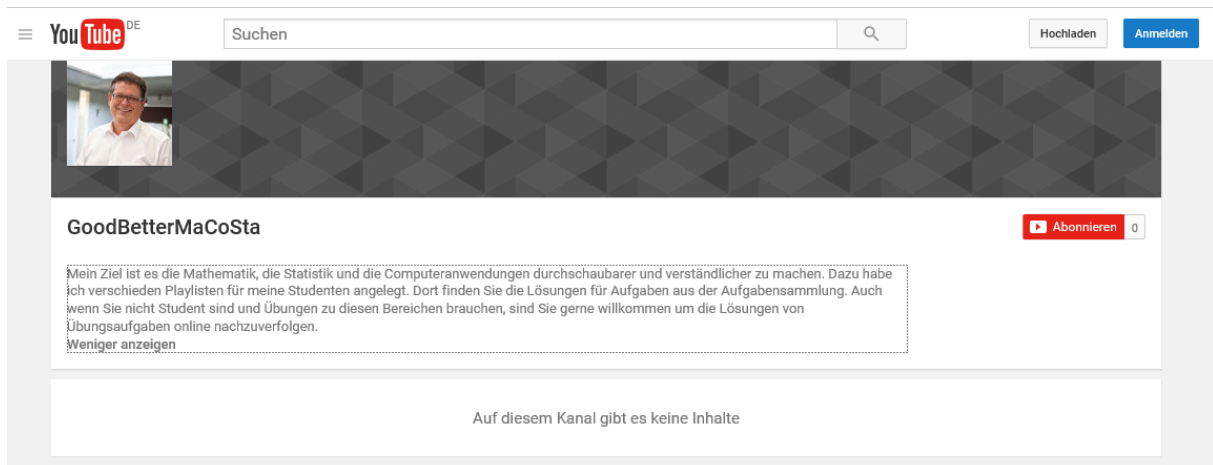 YouTube DE
Suchen
Hochladen
Anmelden
GoodBetterMaCoSta
Abonnieren 0
Mein Ziel ist es die Mathematik, die Statistik und die Computeranwendungen durchschaubarer und verständlicher zu machen. Dazu habe
ich verschieden Playlisten für meine Studenten angelegt. Dort finden Sie die Lösungen für Aufgaben aus der Aufgabensammlung. Auch
wenn Sie nicht Student sind und Übungen zu diesen Bereichen brauchen, sind Sie gerne willkommen um die Lösungen von
Übungsaufgaben online nachzuverfolgen.
Weniger anzeigen
Auf diesem Kanal gibt es keine Inhalte